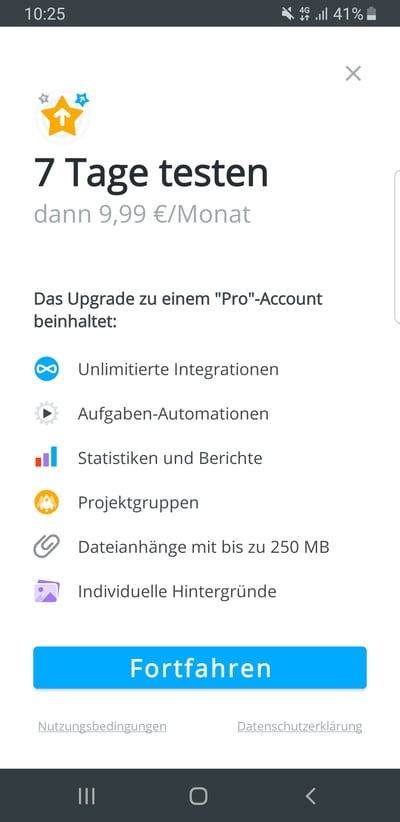 10:25
4G
41%
7 Tage testen
dann 9,99 €/Monat
Das Upgrade zu einem "Pro"-Account
beinhaltet:
Unlimitierte Integrationen
Aufgaben-Automationen
Statistiken und Berichte
Projektgruppen
Dateianhänge mit bis zu 250 MB
Individuelle Hintergründe
Fortfahren
Nutzungsbedingungen
Datenschutzerklärung